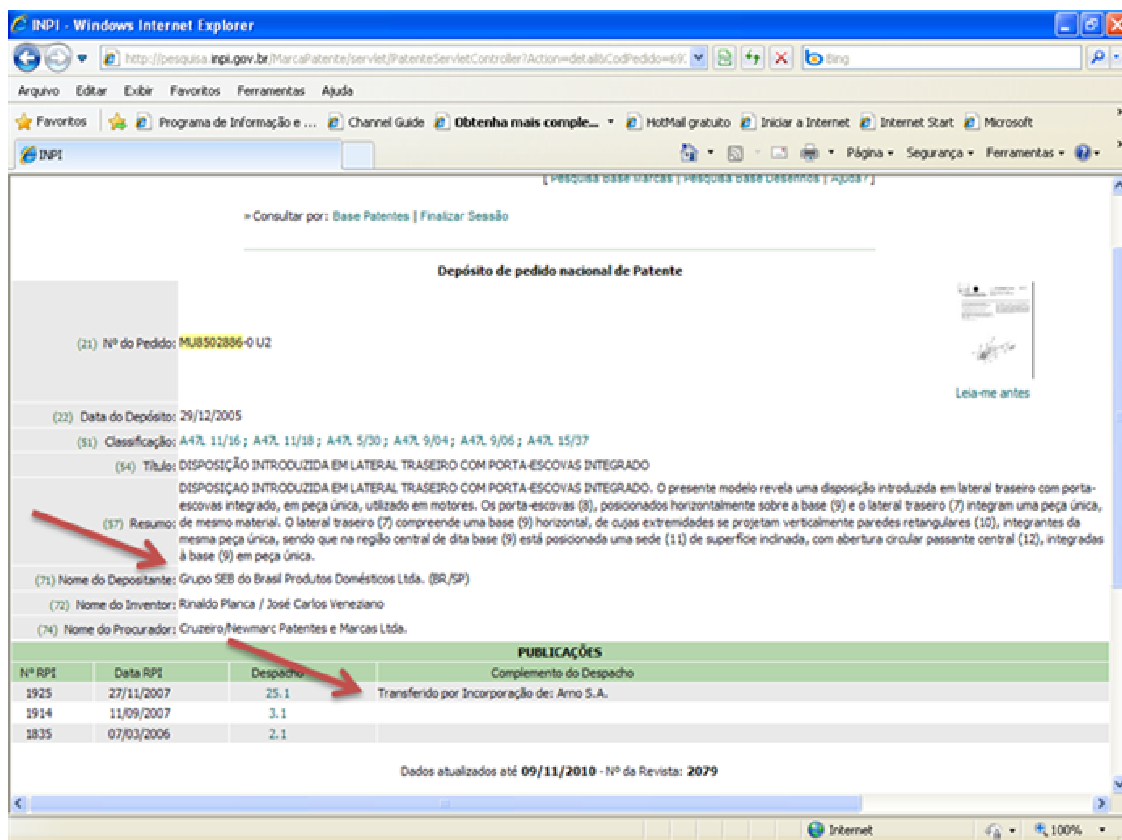 INPI - Windows Internet Explorer
http://pesquisa.inpi.gov.br/MarcaPatente/servlet/PatenteServletController?Action=detail&CodPedido=69
Bing
Arquivo Editar Exibir Favoritos Ferramentas Ajuda
Favoritos Programa de Informação e ... Channel Guide Obtenha mais comple... HotMail gratuito Iniciar a Internet Internet Start Microsoft
INPI Página Segurança Ferramentas
[ Pesquisa Base Marcas | Pesquisa Base Desenhos | Ajuda? ]
» Consultar por: Base Patentes | Finalizar Sessão
Depósito de pedido nacional de Patente
(21) Nº do Pedido: MU8502886-0 U2
Leia-me antes
(22) Data do Depósito: 29/12/2005
(51) Classificação: A47L 11/16 ; A47L 11/18 ; A47L 5/30 ; A47L 9/04 ; A47L 9/06 ; A47L 15/37
(54) Título: DISPOSIÇÃO INTRODUZIDA EM LATERAL TRASEIRO COM PORTA-ESCOVAS INTEGRADO
DISPOSIÇAO INTRODUZIDA EM LATERAL TRASEIRO COM PORTA-ESCOVAS INTEGRADO. O presente modelo revela uma disposição introduzida em lateral traseiro com porta-
escovas integrado, em peça única, utilizado em motores. Os porta-escovas (8), posicionados horizontalmente sobre a base (9) e o lateral traseiro (7) integram uma peça única,
(57) Resumo: de mesmo material. O lateral traseiro (7) compreende uma base (9) horizontal, de cujas extremidades se projetam verticalmente paredes retangulares (10), integrantes da
mesma peça única, sendo que na região central de dita base (9) está posicionada uma sede (11) de superfície inclinada, com abertura circular passante central (12), integradas
à base (9) em peça única.
(71) Nome do Depositante: Grupo SEB do Brasil Produtos Domésticos Ltda. (BR/SP)
(72) Nome do Inventor: Rinaldo Planca / José Carlos Veneziano
(74) Nome do Procurador: Cruzeiro/Newmarc Patentes e Marcas Ltda.
PUBLICAÇÕES
Nº RPI Data RPI Despacho Complemento do Despacho
1925 27/11/2007 25.1 Transferido por Incorporação de: Arno S.A.
1914 11/09/2007 3.1
1835 07/03/2006 2.1
Dados atualizados até 09/11/2010 - Nº da Revista: 2079
Internet 100%